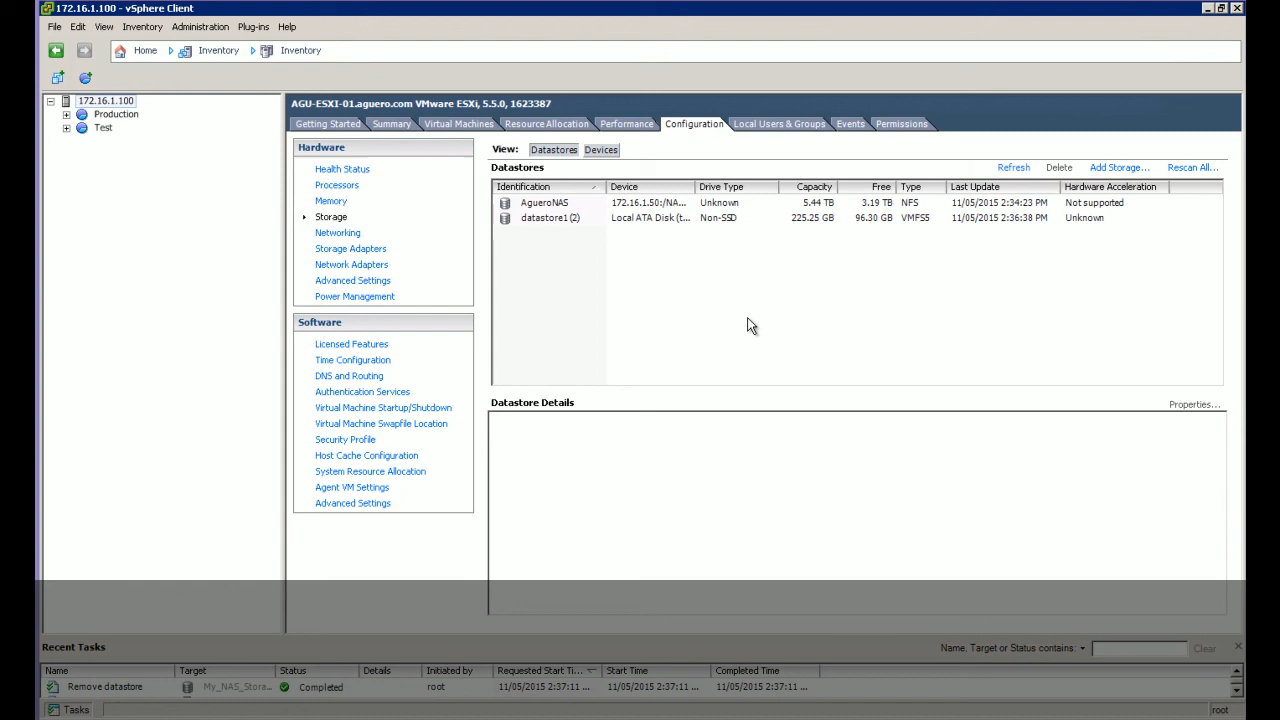 172.16.1.100 - vSphere Client
File Edit View Inventory Administration Plug-ins Help
Home Inventory Inventory
172.16.1.100
Production
Test
AGU-ESXI-01.aguero.com VMware ESXi, 5.5.0, 1623387
Getting Started Summary Virtual Machines Resource Allocation Performance Configuration Local Users & Groups Events Permissions
Hardware
Health Status
Processors
Memory
Storage
Networking
Storage Adapters
Network Adapters
Advanced Settings
Power Management
Software
Licensed Features
Time Configuration
DNS and Routing
Authentication Services
Virtual Machine Startup/Shutdown
Virtual Machine Swapfile Location
Security Profile
Host Cache Configuration
System Resource Allocation
Agent VM Settings
Advanced Settings
View: Datastores Devices
Datastores Refresh Delete Add Storage... Rescan All...
Identification Device Drive Type Capacity Free Type Last Update Hardware Acceleration
AgueroNAS 172.16.1.50:/NA... Unknown 5.44 TB 3.19 TB NFS 11/05/2015 2:34:23 PM Not supported
datastore1 (2) Local ATA Disk (t... Non-SSD 225.25 GB 96.30 GB VMFS5 11/05/2015 2:36:38 PM Unknown
Datastore Details Properties...
Recent Tasks Name, Target or Status contains: Clear
Name Target Status Details Initiated by Requested Start Ti... Start Time Completed Time
Remove datastore My_NAS_Stora... Completed root 11/05/2015 2:37:11 ... 11/05/2015 2:37:11 ... 11/05/2015 2:37:11 ...
Tasks root